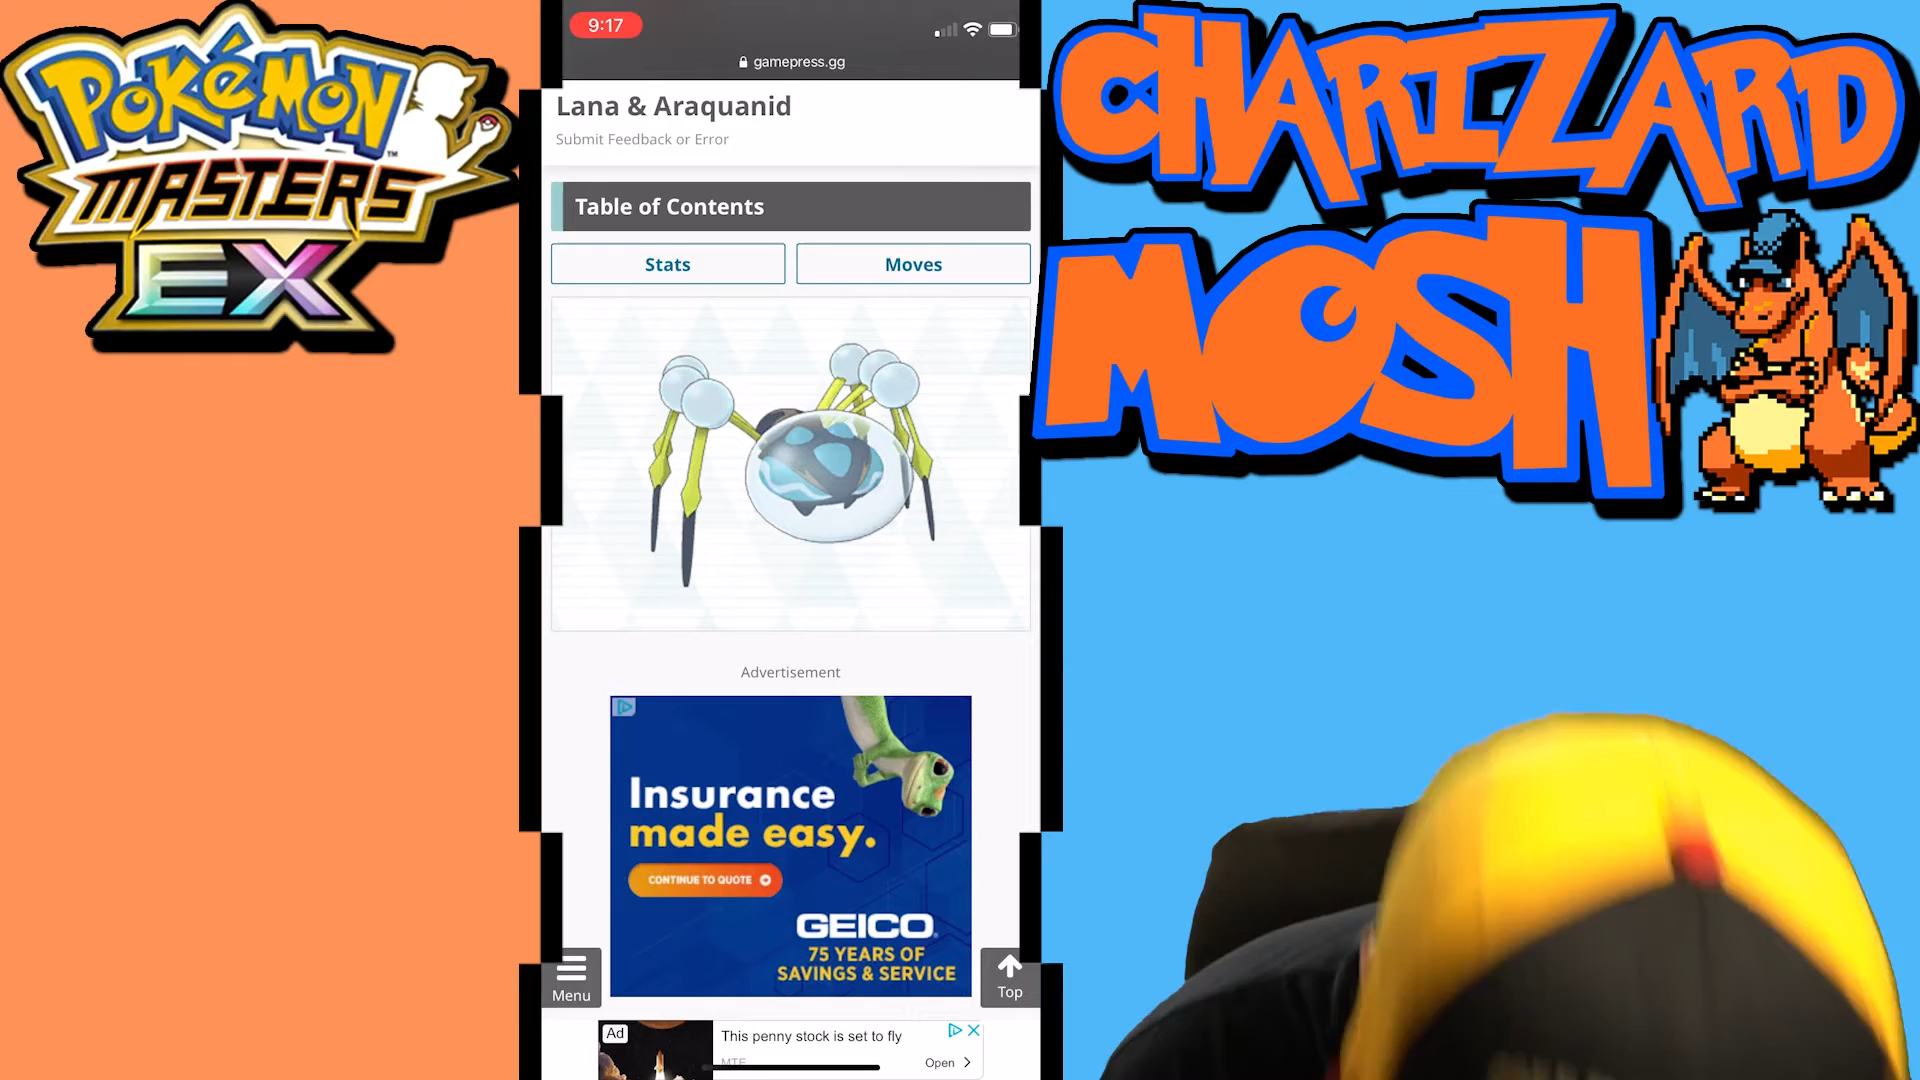 POKéMON
™
MASTERS
EX
9:17
gamepress.gg
Lana & Araquanid
Submit Feedback or Error
Table of Contents
Stats
Moves
Advertisement
Insurance
made easy.
CONTINUE TO QUOTE
GEICO
75 YEARS OF
SAVINGS & SERVICE
Menu
Top
Ad
This penny stock is set to fly
MTE
Open
CHARIZARD
MOSH